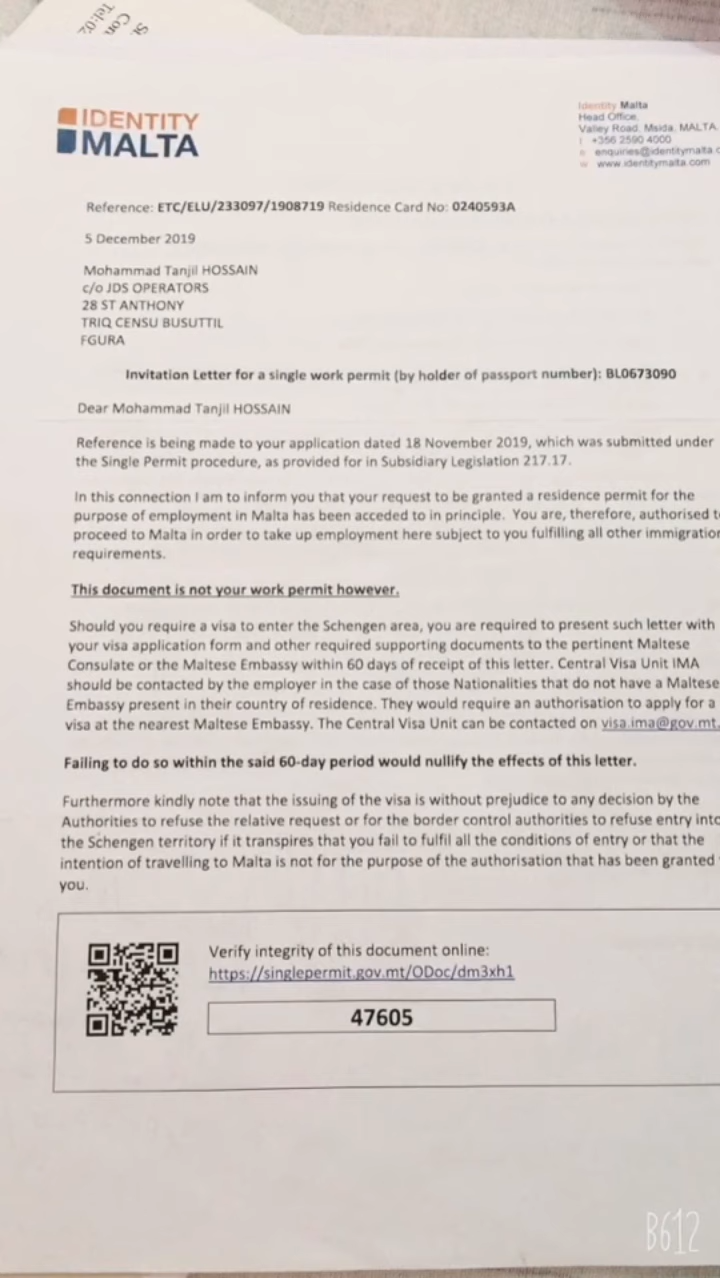 St
Con
Tel:02
IDENTITY
MALTA
Identity Malta
Head Office,
Valley Road, Msida, MALTA
t +356 2590 4000
e enquiries@identitymalta.c
w www.identitymalta.com
Reference: ETC/ELU/233097/1908719 Residence Card No: 0240593A
5 December 2019
Mohammad Tanjil HOSSAIN
c/o JDS OPERATORS
28 ST ANTHONY
TRIQ CENSU BUSUTTIL
FGURA
Invitation Letter for a single work permit (by holder of passport number): BL0673090
Dear Mohammad Tanjil HOSSAIN
Reference is being made to your application dated 18 November 2019, which was submitted under
the Single Permit procedure, as provided for in Subsidiary Legislation 217.17.
In this connection I am to inform you that your request to be granted a residence permit for the
purpose of employment in Malta has been acceded to in principle. You are, therefore, authorised t
proceed to Malta in order to take up employment here subject to you fulfilling all other immigration
requirements.
This document is not your work permit however.
Should you require a visa to enter the Schengen area, you are required to present such letter with
your visa application form and other required supporting documents to the pertinent Maltese
Consulate or the Maltese Embassy within 60 days of receipt of this letter. Central Visa Unit IMA
should be contacted by the employer in the case of those Nationalities that do not have a Maltese
Embassy present in their country of residence. They would require an authorisation to apply for a
visa at the nearest Maltese Embassy. The Central Visa Unit can be contacted on visa.ima@gov.mt.
Failing to do so within the said 60-day period would nullify the effects of this letter.
Furthermore kindly note that the issuing of the visa is without prejudice to any decision by the
Authorities to refuse the relative request or for the border control authorities to refuse entry into
the Schengen territory if it transpires that you fail to fulfil all the conditions of entry or that the
intention of travelling to Malta is not for the purpose of the authorisation that has been granted
you.
Verify integrity of this document online:
https://singlepermit.gov.mt/ODoc/dm3xh1
47605
B612